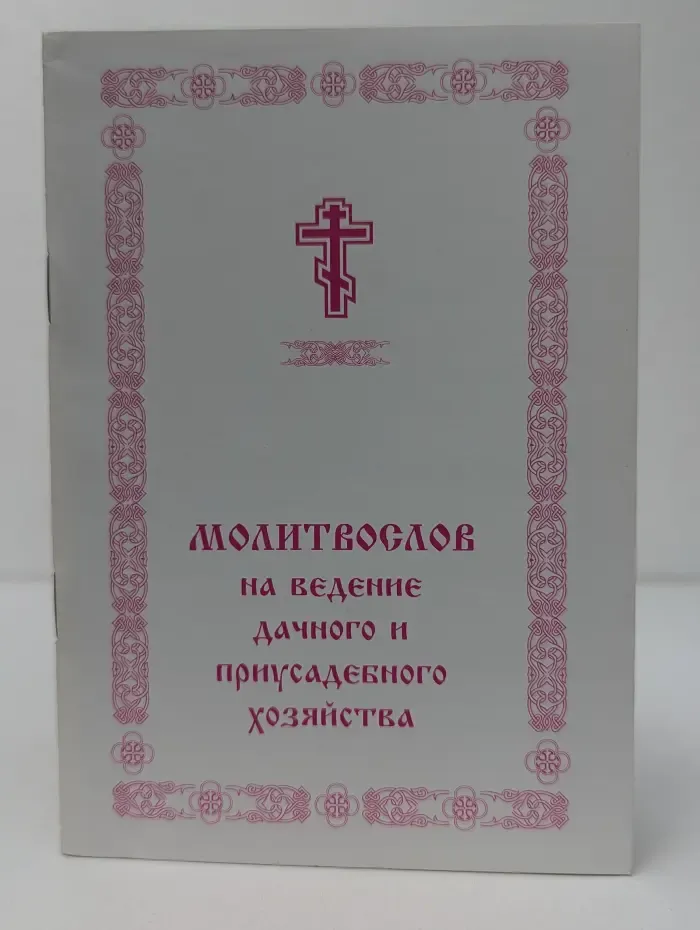 МОЛИТВОСЛОВ
НА ВЕДЕНИЕ
ДАЧНОГО И
ПРИУСАДЕБНОГО
ХОЗЯЙСТВА